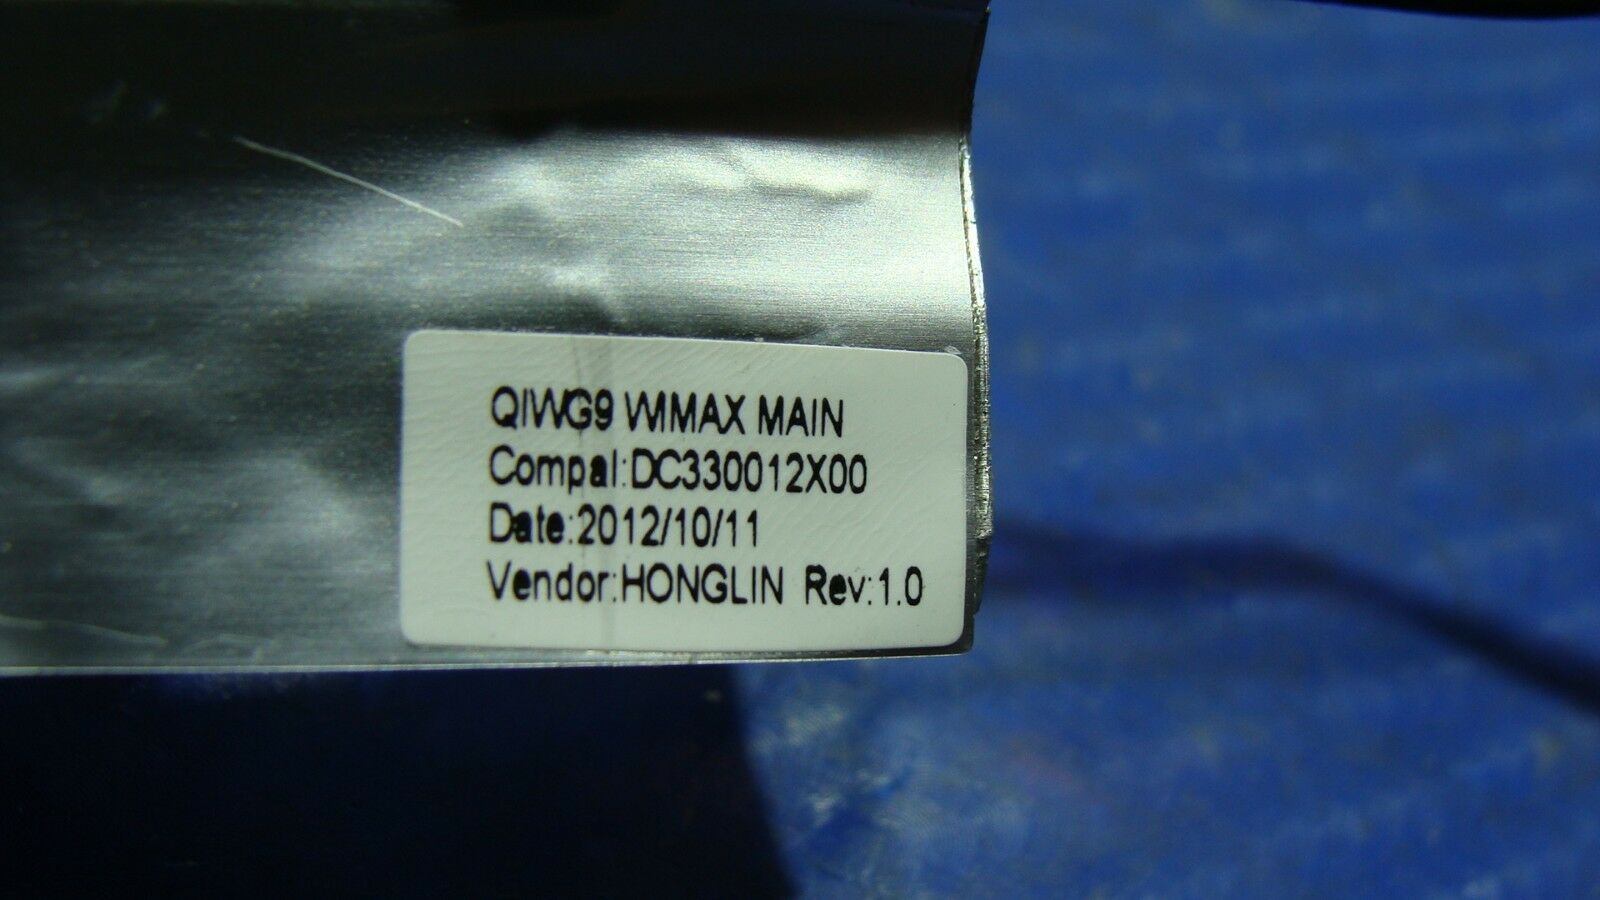 QIWG9 WIMAX MAIN
Compal:DC330012X00
Date:2012/10/11
Vendor:HONGLIN Rev:1.0